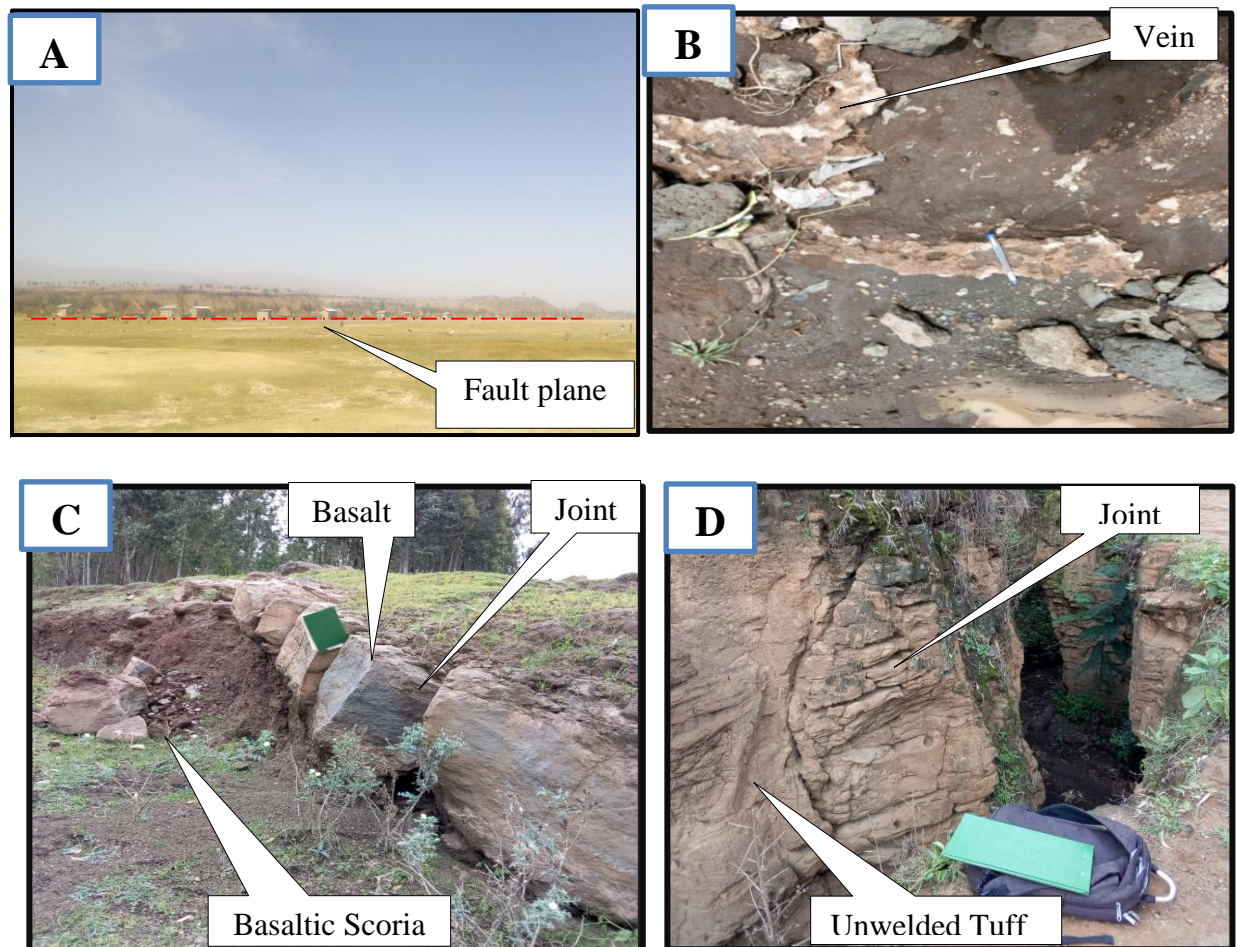 A
Fault plane
B
Vein
C
Basalt
Joint
Basaltic Scoria
D
Joint
Unwelded Tuff